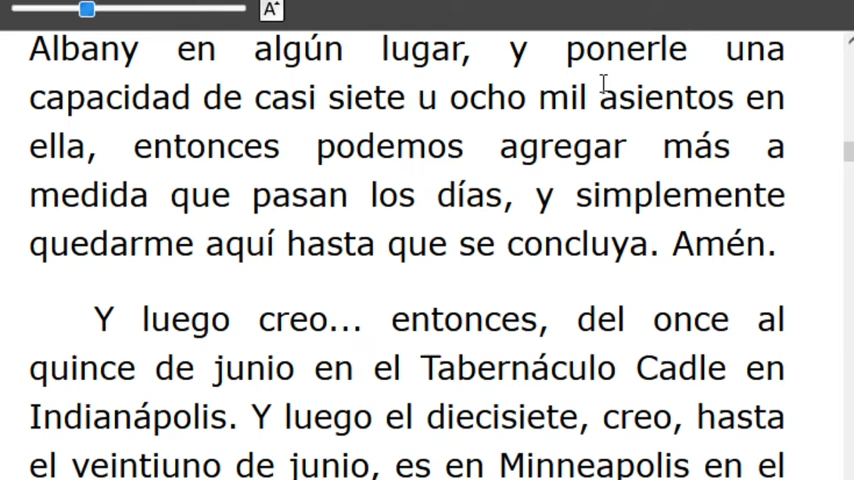 A
Albany en algún lugar, y ponerle una
capacidad de casi siete u ocho mil asientos en
ella, entonces podemos agregar más a
medida que pasan los días, y simplemente
quedarme aquí hasta que se concluya. Amén.
Y luego creo... entonces, del once al
quince de junio en el Tabernáculo Cadle en
Indianápolis. Y luego el diecisiete, creo, hasta
el veintiuno de junio, es en Minneapolis en el